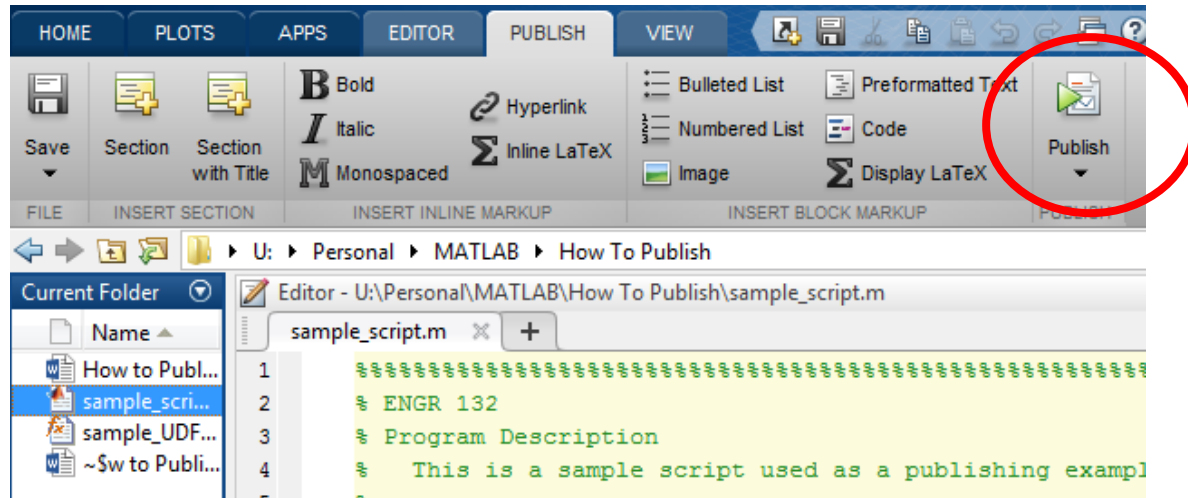 HOME PLOTS APPS EDITOR PUBLISH VIEW
Save Section Section with Title
B Bold
I Italic
M Monospaced
Hyperlink
Σ Inline LaTeX
Bulleted List
Numbered List
Image
Preformatted Text
Code
Σ Display LaTeX
Publish
FILE INSERT SECTION INSERT INLINE MARKUP INSERT BLOCK MARKUP PUBLISH
U: Personal MATLAB How To Publish
Current Folder
Name
How to Publ...
sample_scri...
sample_UDF...
~$w to Publi...
Editor - U:\Personal\MATLAB\How To Publish\sample_script.m
sample_script.m
1 %%%%%%%%%%%%%%%%%%%%%%%%%%%%%%%%%%%%%%%%%%%%%%%%%%%%%%%
2 % ENGR 132
3 % Program Description
4 % This is a sample script used as a publishing exampl